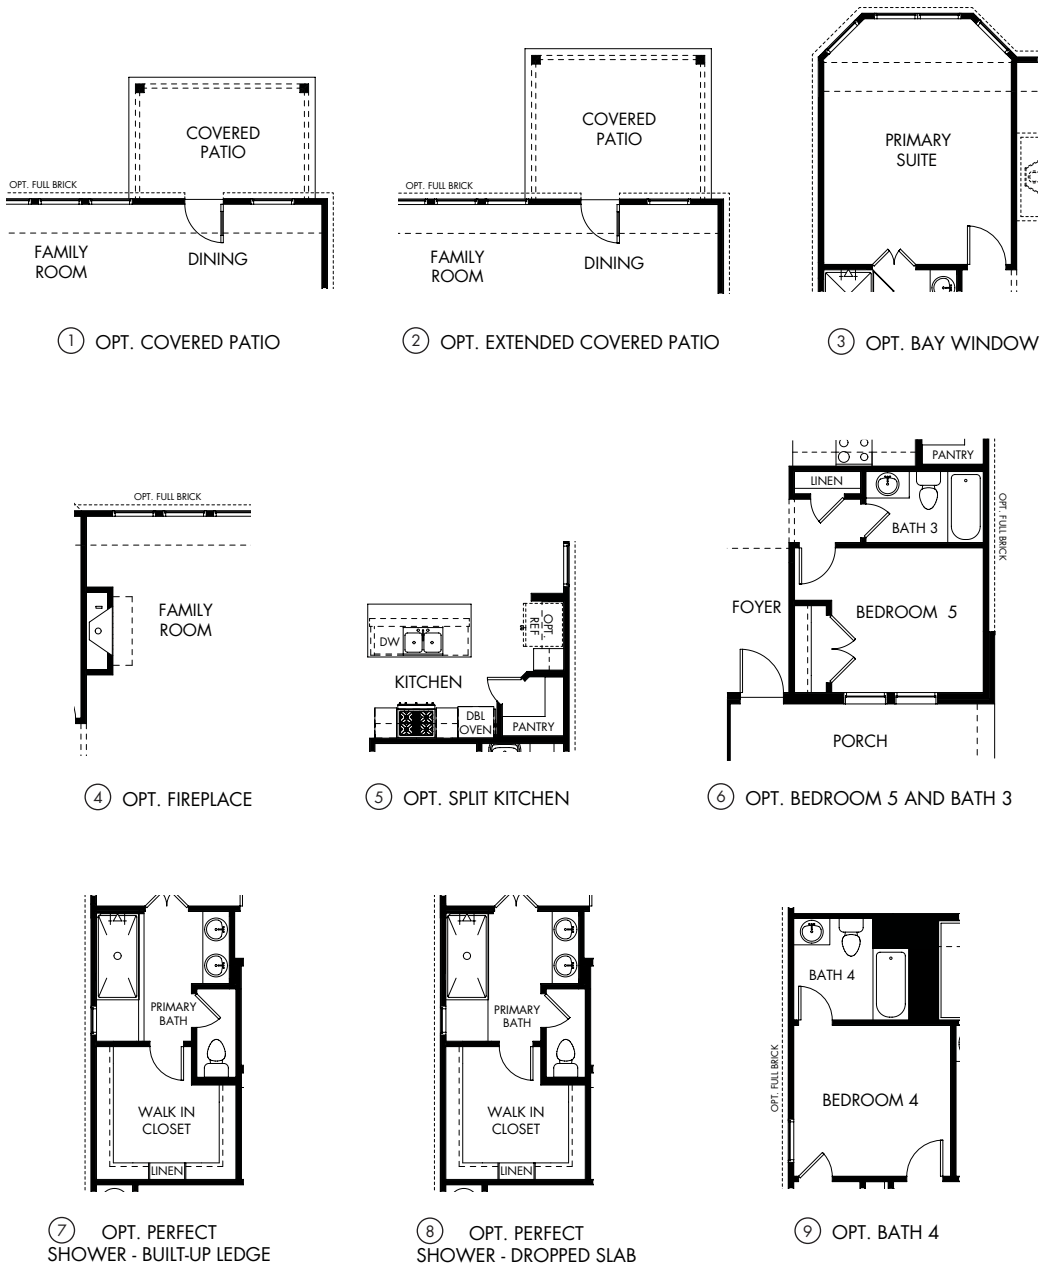 COVERED
PATIO
OPT. FULL BRICK
FAMILY
ROOM
DINING
1 OPT. COVERED PATIO
COVERED
PATIO
OPT. FULL BRICK
FAMILY
ROOM
DINING
2 OPT. EXTENDED COVERED PATIO
PRIMARY
SUITE
3 OPT. BAY WINDOW
OPT. FULL BRICK
FAMILY
ROOM
4 OPT. FIREPLACE
OPT.
REF
DW
KITCHEN
DBL
OVEN
PANTRY
5 OPT. SPLIT KITCHEN
PANTRY
LINEN
BATH 3
OPT. FULL BRICK
FOYER
BEDROOM 5
PORCH
6 OPT. BEDROOM 5 AND BATH 3
PRIMARY
BATH
WALK IN
CLOSET
LINEN
7 OPT. PERFECT
SHOWER - BUILT-UP LEDGE
PRIMARY
BATH
WALK IN
CLOSET
LINEN
8 OPT. PERFECT
SHOWER - DROPPED SLAB
BATH 4
OPT. FULL BRICK
BEDROOM 4
9 OPT. BATH 4